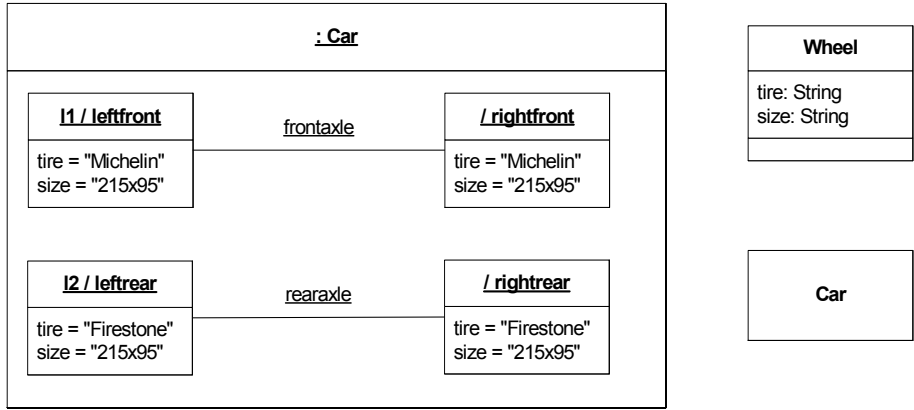 : Car
l1 / leftfront
tire = "Michelin"
size = "215x95"
frontaxle
/ rightfront
tire = "Michelin"
size = "215x95"
l2 / leftrear
tire = "Firestone"
size = "215x95"
rearaxle
/ rightrear
tire = "Firestone"
size = "215x95"
Wheel
tire: String
size: String
Car